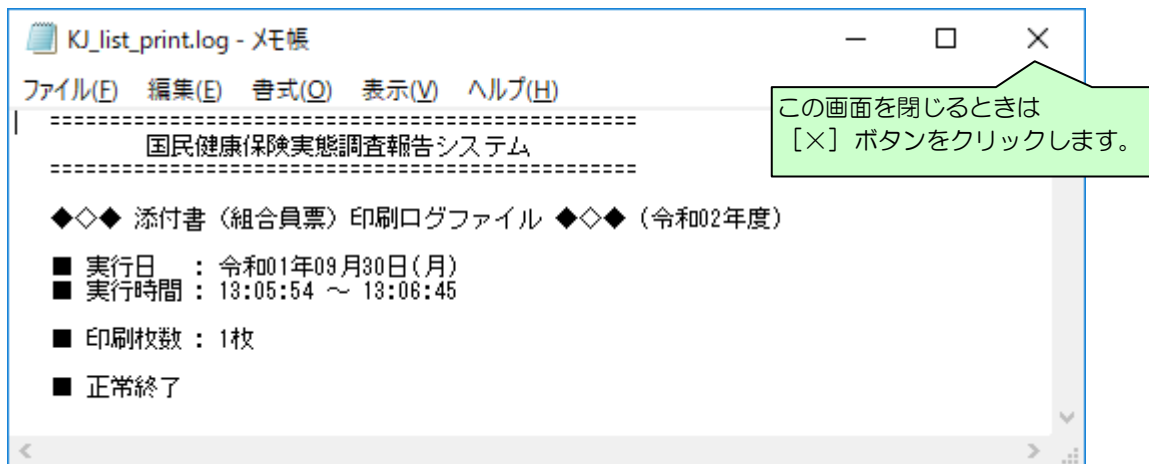 KJ_list_print.log - メモ帳
ファイル(F) 編集(E) 書式(O) 表示(V) ヘルプ(H)
この画面を閉じるときは
［×］ボタンをクリックします。
=================================================
国民健康保険実態調査報告システム
=================================================
◆◇◆ 添付書（組合員票）印刷ログファイル ◆◇◆（令和02年度）
■ 実行日　 : 令和01年09月30日(月)
■ 実行時間 : 13:05:54 ～ 13:06:45
■ 印刷枚数 : 1枚
■ 正常終了